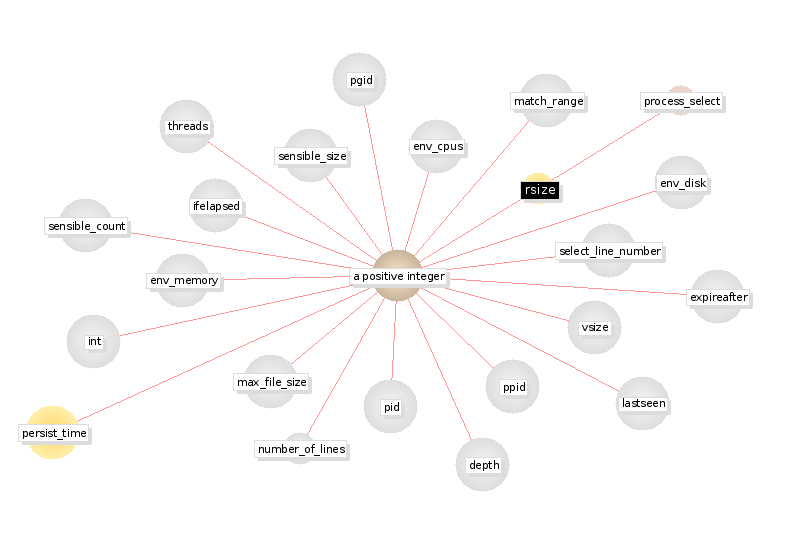 pgid
match_range
process_select
threads
sensible_size
env_cpus
rsize
env_disk
ifelapsed
sensible_count
select_line_number
env_memory
a positive integer
expireafter
int
vsize
max_file_size
ppid
pid
lastseen
persist_time
number_of_lines
depth